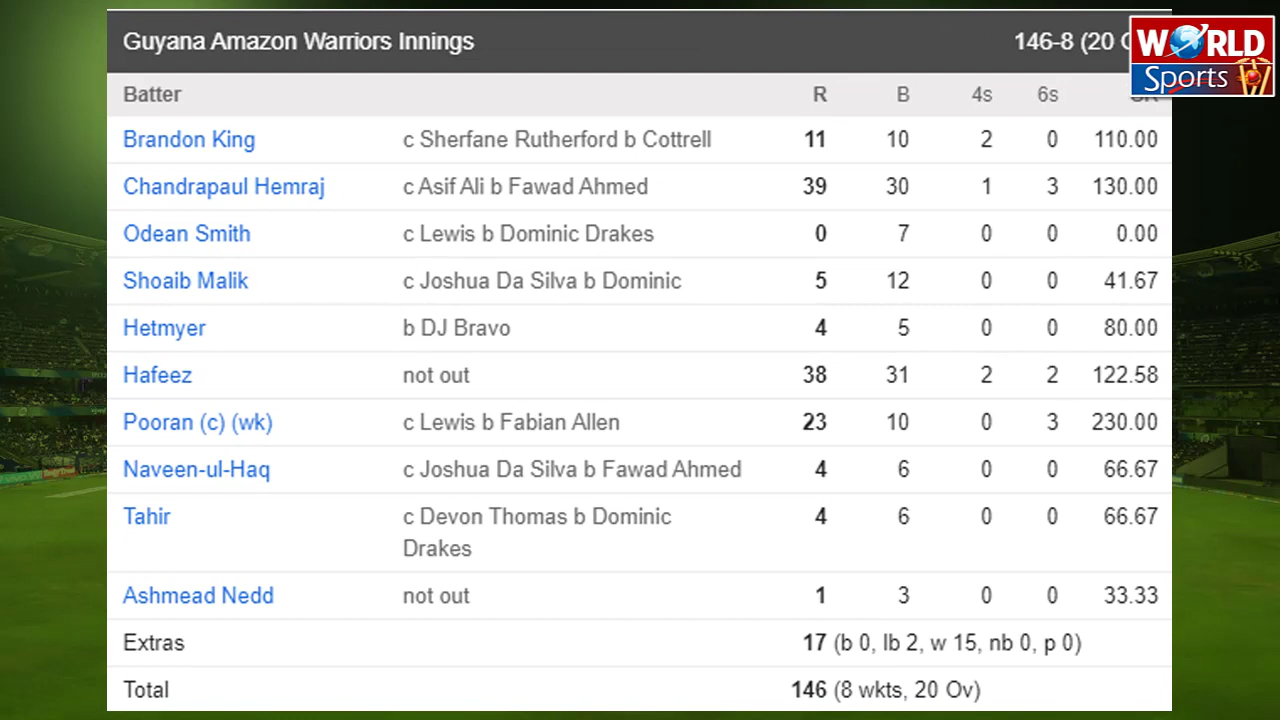 Guyana Amazon Warriors Innings 146-8 (20
WORLD
Sports
Batter R B 4s 6s
Brandon King c Sherfane Rutherford b Cottrell 11 10 2 0 110.00
Chandrapaul Hemraj c Asif Ali b Fawad Ahmed 39 30 1 3 130.00
Odean Smith c Lewis b Dominic Drakes 0 7 0 0 0.00
Shoaib Malik c Joshua Da Silva b Dominic 5 12 0 0 41.67
Hetmyer b DJ Bravo 4 5 0 0 80.00
Hafeez not out 38 31 2 2 122.58
Pooran (c) (wk) c Lewis b Fabian Allen 23 10 0 3 230.00
Naveen-ul-Haq c Joshua Da Silva b Fawad Ahmed 4 6 0 0 66.67
Tahir c Devon Thomas b Dominic 4 6 0 0 66.67
Drakes
Ashmead Nedd not out 1 3 0 0 33.33
Extras 17 (b 0, lb 2, w 15, nb 0, p 0)
Total 146 (8 wkts, 20 Ov)